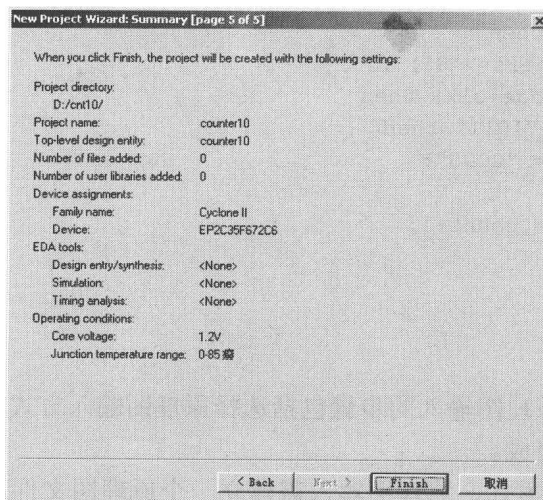 New Project Wizard: Summary [page 5 of 5]
When you click Finish, the project will be created with the following settings:
Project directory:
D:/cnt10/
Project name: counter10
Top-level design entity: counter10
Number of files added: 0
Number of user libraries added: 0
Device assignments:
Family name: Cyclone II
Device: EP2C35F672C6
EDA tools:
Design entry/synthesis: <None>
Simulation: <None>
Timing analysis: <None>
Operating conditions:
Core voltage: 1.2V
Junction temperature range: 0-85 癈
< Back Next > Finish 取消